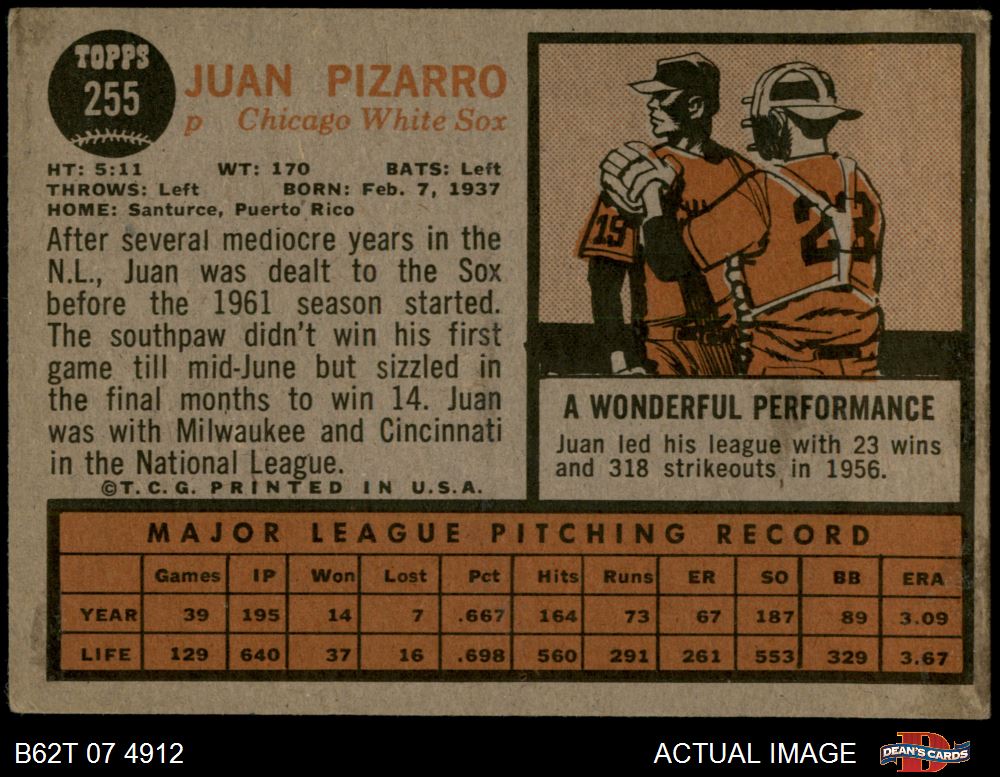 TOPPS
255
JUAN PIZARRO
p Chicago White Sox
HT: 5:11 WT: 170 BATS: Left
THROWS: Left BORN: Feb. 7, 1937
HOME: Santurce, Puerto Rico
After several mediocre years in the
N.L., Juan was dealt to the Sox
before the 1961 season started.
The southpaw didn't win his first
game till mid-June but sizzled in
the final months to win 14. Juan
was with Milwaukee and Cincinnati
in the National League.
©T.C.G. PRINTED IN U.S.A.
19
23
A WONDERFUL PERFORMANCE
Juan led his league with 23 wins
and 318 strikeouts in 1956.
MAJOR LEAGUE PITCHING RECORD
Games IP Won Lost Pct Hits Runs ER SO BB ERA
YEAR 39 195 14 7 .667 164 73 67 187 89 3.09
LIFE 129 640 37 16 .698 560 291 261 553 329 3.67
B62T 07 4912
ACTUAL IMAGE
DEAN'S CARDS